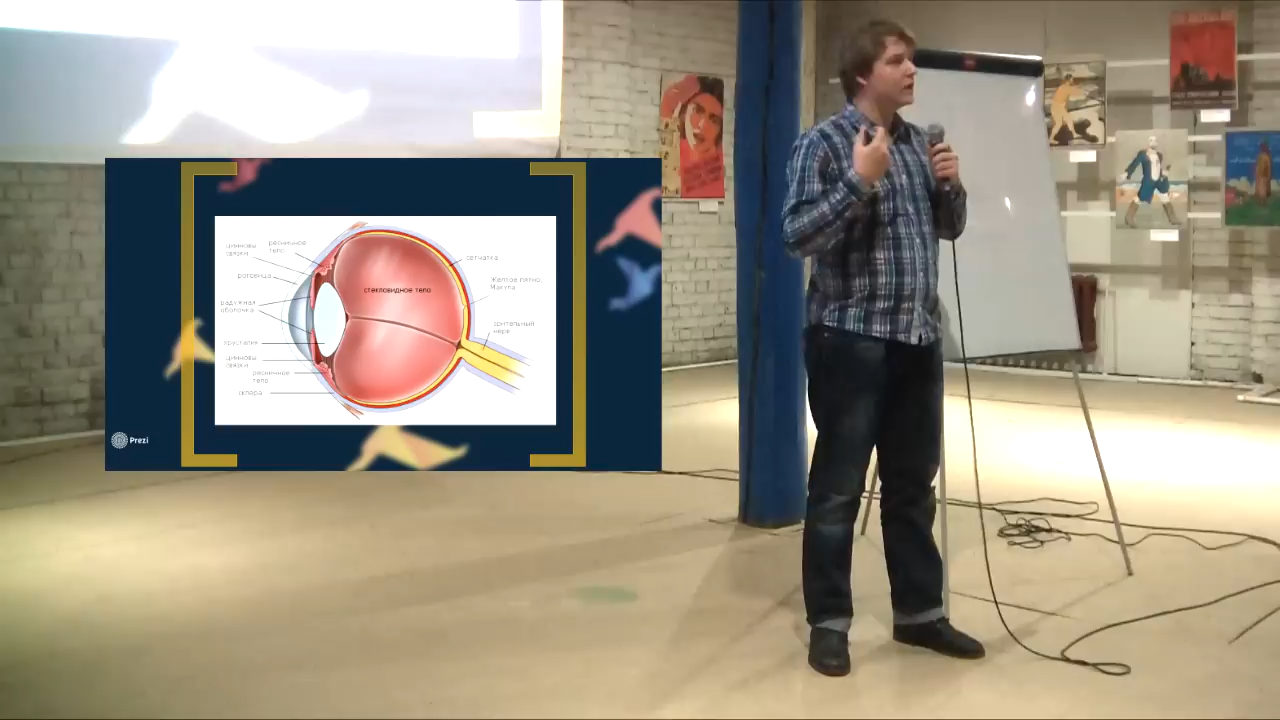 цинновы
связки
ресничное
тело
роговица
радужная
оболочка
хрусталик
цинновы
связки
ресничное
тело
склера
стекловидное тело
сетчатка
Желтое пятно,
Макула
зрительный
нерв
Prezi